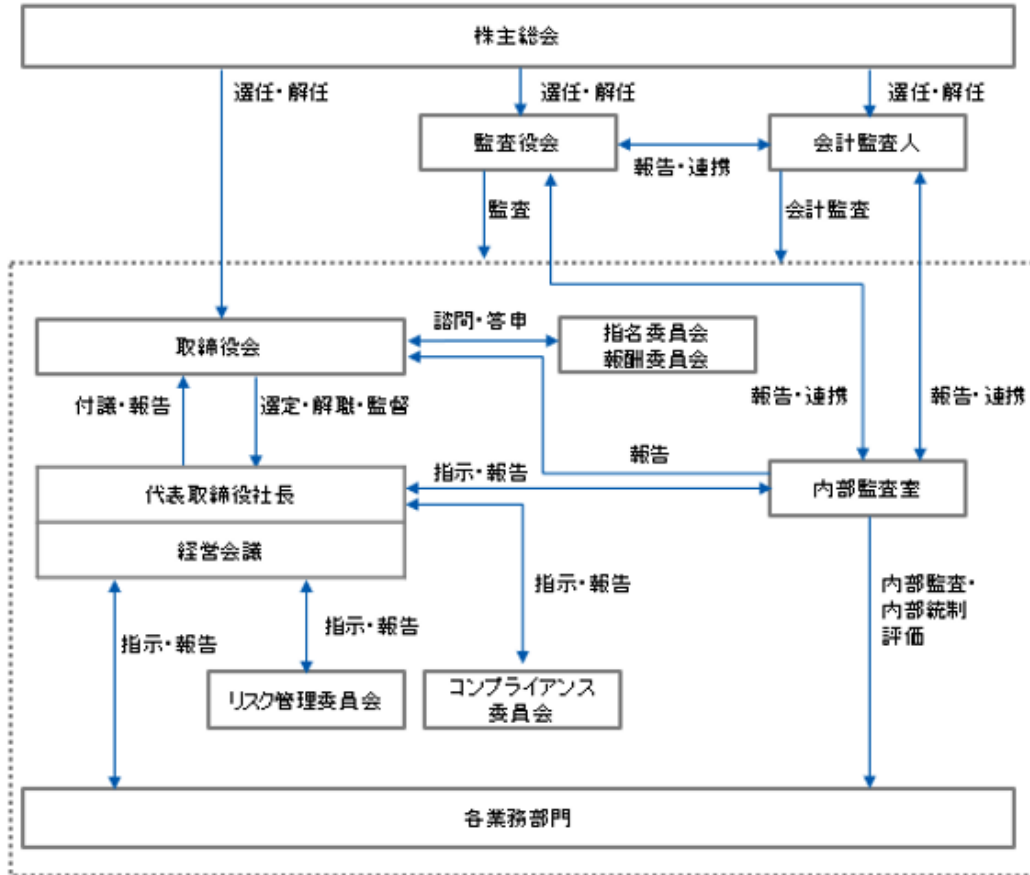 株主総会
選任・解任
選任・解任
選任・解任
監査役会
会計監査人
報告・連携
監査
会計監査
取締役会
諮問・答申
指名委員会
報酬委員会
付議・報告
選定・解職・監督
報告・連携
報告・連携
報告
指示・報告
代表取締役社長
内部監査室
経営会議
指示・報告
内部監査・
内部統制
評価
指示・報告
指示・報告
リスク管理委員会
コンプライアンス
委員会
各業務部門